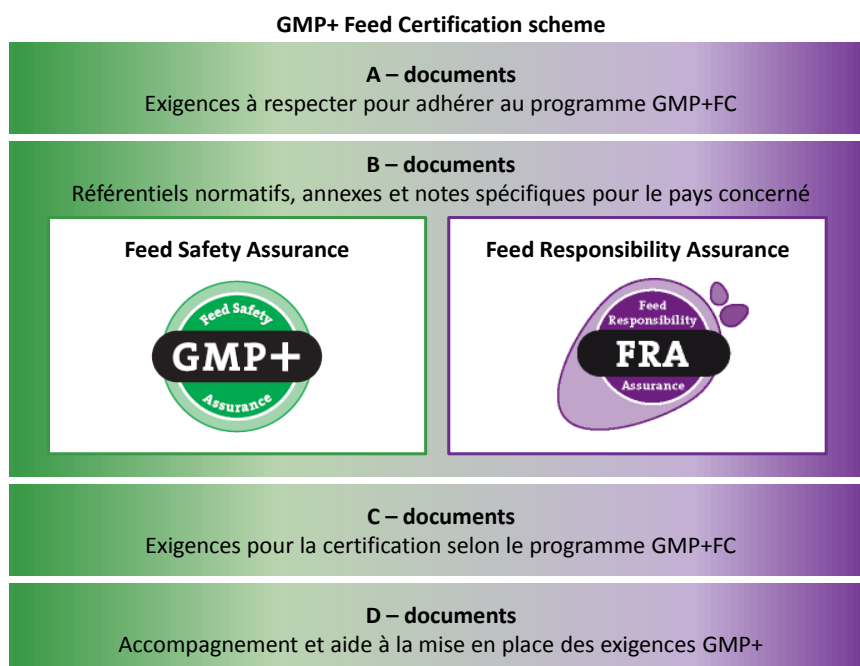 GMP+ Feed Certification scheme
A – documents
Exigences à respecter pour adhérer au programme GMP+FC
B – documents
Référentiels normatifs, annexes et notes spécifiques pour le pays concerné
Feed Safety Assurance
Feed Safety
GMP+
Assurance
Feed Responsibility Assurance
Feed
Responsibility
FRA
Assurance
C – documents
Exigences pour la certification selon le programme GMP+FC
D – documents
Accompagnement et aide à la mise en place des exigences GMP+